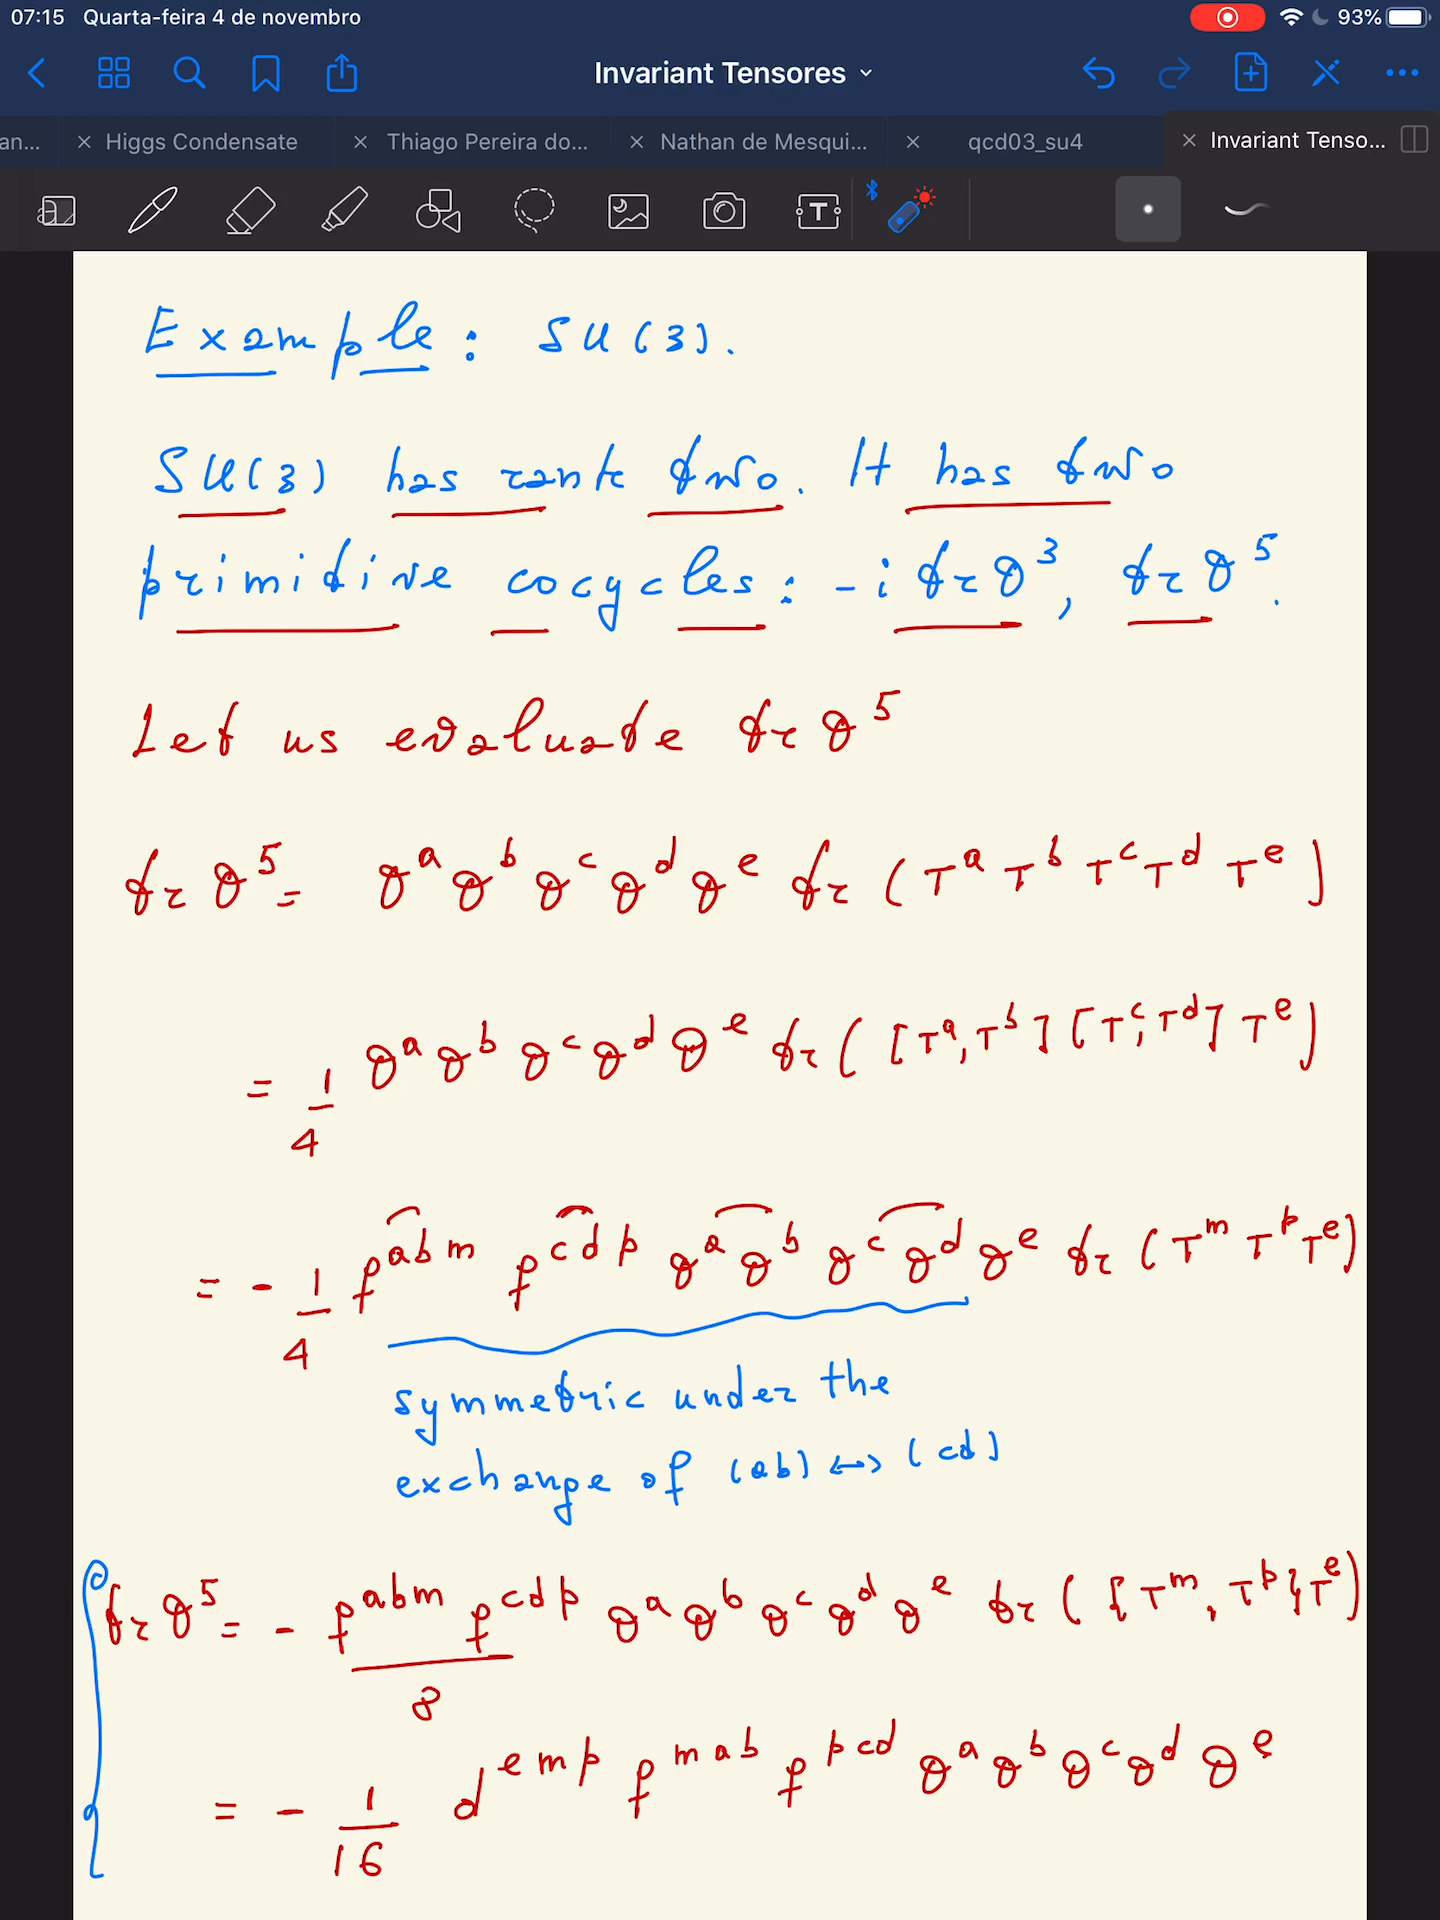 07:15 Quarta-feira 4 de novembro 93%
Invariant Tensores
an... × Higgs Condensate × Thiago Pereira do... × Nathan de Mesqui... × qcd03_su4 × Invariant Tenso...
Example: SU(3).
SU(3) has rank two. It has two
primitive cocycles: -i tr θ³, tr θ⁵.
Let us evaluate tr θ⁵
tr θ⁵ = θᵃ θᵇ θᶜ θᵈ θᵉ tr (Tᵃ Tᵇ Tᶜ Tᵈ Tᵉ)
= 1/4 θᵃ θᵇ θᶜ θᵈ θᵉ tr ([Tᵃ, Tᵇ] [Tᶜ, Tᵈ] Tᵉ)
= - 1/4 fᵃᵇᵐ fᶜᵈᵖ θᵃ θᵇ θᶜ θᵈ θᵉ tr (Tᵐ Tᵖ Tᵉ)
symmetric under the
exchange of (ab) ↔ (cd)
tr θ⁵ = - fᵃᵇᵐ fᶜᵈᵖ/8 θᵃ θᵇ θᶜ θᵈ θᵉ tr ({Tᵐ, Tᵖ} Tᵉ)
= - 1/16 dᵉᵐᵖ fᵐᵃᵇ fᵖᶜᵈ θᵃ θᵇ θᶜ θᵈ θᵉ